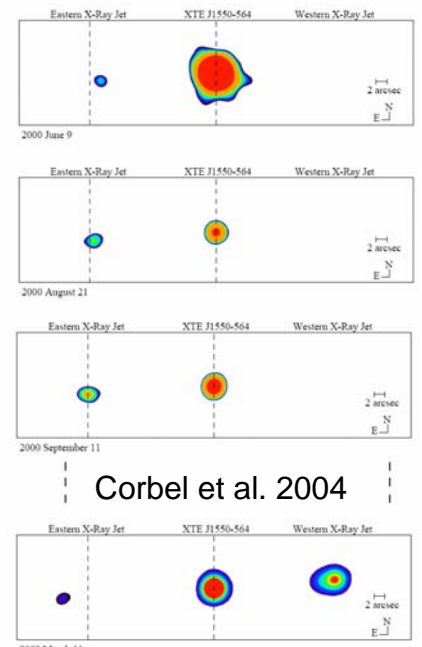 Eastern X-Ray Jet XTE J1550-564 Western X-Ray Jet
2 arcsec
N
E
2000 June 9
Eastern X-Ray Jet XTE J1550-564 Western X-Ray Jet
2 arcsec
N
E
2000 August 21
Eastern X-Ray Jet XTE J1550-564 Western X-Ray Jet
2 arcsec
N
E
2000 September 11
Corbel et al. 2004
Eastern X-Ray Jet XTE J1550-564 Western X-Ray Jet
2 arcsec
N
E